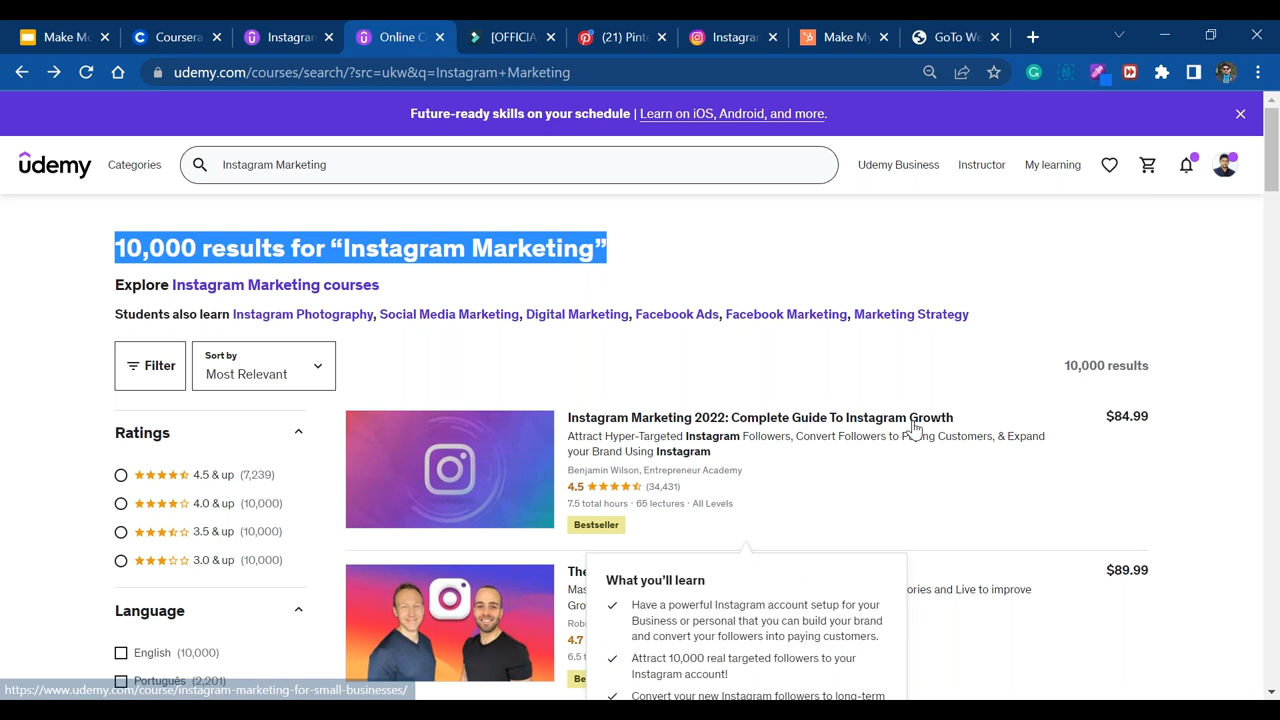 Make Mo
Coursera
Instagram
Online C
[OFFICIA
(21) Pint
Instagram
Make My
GoTo We
udemy.com/courses/search/?src=ukw&q=Instagram+Marketing
Future-ready skills on your schedule | Learn on iOS, Android, and more.
udemy
Categories
Instagram Marketing
Udemy Business
Instructor
My learning
10,000 results for “Instagram Marketing”
Explore Instagram Marketing courses
Students also learn Instagram Photography, Social Media Marketing, Digital Marketing, Facebook Ads, Facebook Marketing, Marketing Strategy
Filter
Sort by
Most Relevant
10,000 results
Ratings
4.5 & up (7,239)
4.0 & up (10,000)
3.5 & up (10,000)
3.0 & up (10,000)
Language
English (10,000)
Português (2,201)
Instagram Marketing 2022: Complete Guide To Instagram Growth
$84.99
Attract Hyper-Targeted Instagram Followers, Convert Followers to Paying Customers, & Expand
your Brand Using Instagram
Benjamin Wilson, Entrepreneur Academy
4.5 (34,431)
7.5 total hours · 65 lectures · All Levels
Bestseller
The
$89.99
Mas
ories and Live to improve
Gro
Robi
4.7
6.5 t
Be
What you’ll learn
Have a powerful Instagram account setup for your
Business or personal that you can build your brand
and convert your followers into paying customers.
Attract 10,000 real targeted followers to your
Instagram account!
Convert your new Instagram followers to long-term
https://www.udemy.com/course/instagram-marketing-for-small-businesses/